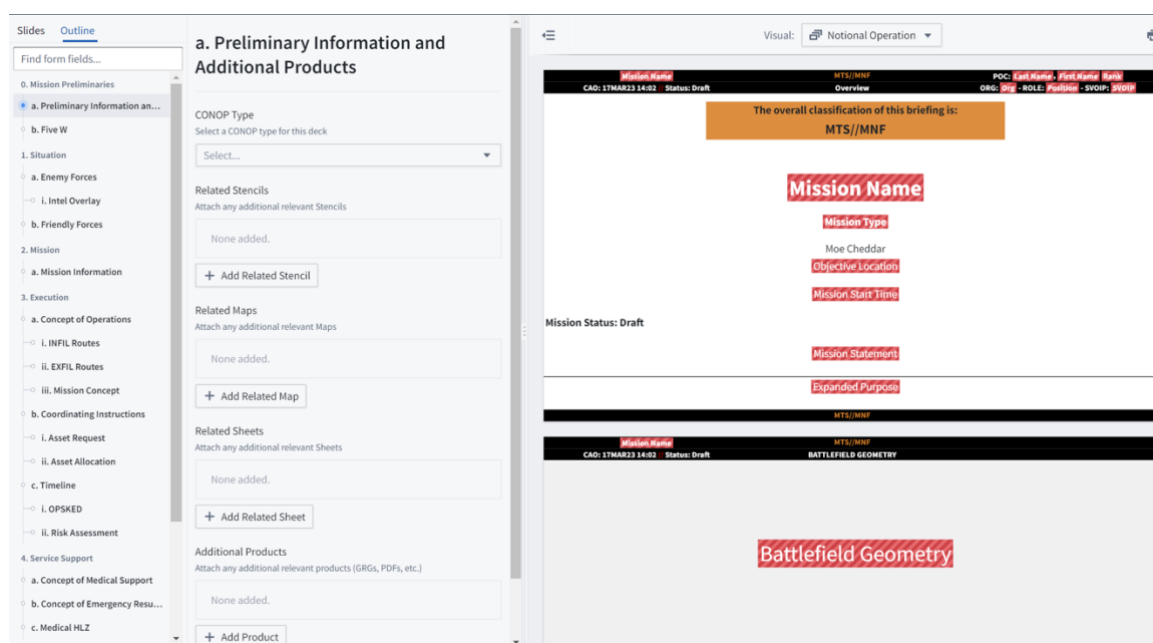 Slides Outline
Find form fields...
0. Mission Preliminaries
a. Preliminary Information an...
b. Five W
1. Situation
a. Enemy Forces
i. Intel Overlay
b. Friendly Forces
2. Mission
a. Mission Information
3. Execution
a. Concept of Operations
i. INFIL Routes
ii. EXFIL Routes
iii. Mission Concept
b. Coordinating Instructions
i. Asset Request
ii. Asset Allocation
c. Timeline
i. OPSKED
ii. Risk Assessment
4. Service Support
a. Concept of Medical Support
b. Concept of Emergency Resu...
c. Medical HLZ
a. Preliminary Information and
Additional Products
CONOP Type
Select a CONOP type for this deck
Select...
Related Stencils
Attach any additional relevant Stencils
None added.
+ Add Related Stencil
Related Maps
Attach any additional relevant Maps
None added.
+ Add Related Map
Related Sheets
Attach any additional relevant Sheets
None added.
+ Add Related Sheet
Additional Products
Attach any additional relevant products (GRGs, PDFs, etc.)
None added.
+ Add Product
Visual: Notional Operation
Mission Name MTS//MNF POC: Last Name, First Name Rank
CAO: 17MAR23 14:02 Status: Draft Overview ORG: Org - ROLE: Position - SVOIP: SVOIP
The overall classification of this briefing is:
MTS//MNF
Mission Name
Mission Type
Moe Cheddar
Objective Location
Mission Start Time
Mission Status: Draft
Mission Statement
Expanded Purpose
MTS//MNF
Mission Name MTS//MNF
CAO: 17MAR23 14:02 Status: Draft BATTLEFIELD GEOMETRY
Battlefield Geometry